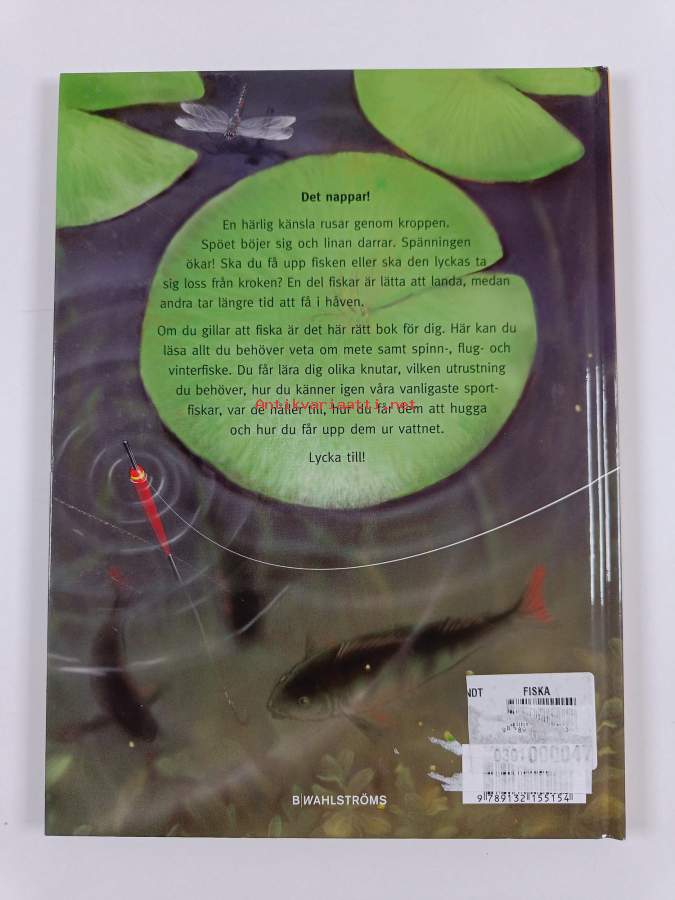 Det nappar!
En härlig känsla rusar genom kroppen.
Spöet böjer sig och linan darrar. Spänningen
ökar! Ska du få upp fisken eller ska den lyckas ta
sig loss från kroken? En del fiskar är lätta att landa, medan
andra tar längre tid att få i håven.
Om du gillar att fiska är det här rätt bok för dig. Här kan du
läsa allt du behöver veta om mete samt spinn-, flug- och
vinterfiske. Du får lära dig olika knutar, vilken utrustning
du behöver, hur du känner igen våra vanligaste sport-
fiskar, var de håller till, hur du får dem att hugga
Antikvariaatti.net
och hur du får upp dem ur vattnet.
Lycka till!
NDT FISKA
0301 000047
9 789132 155154
B WAHLSTRÖMS